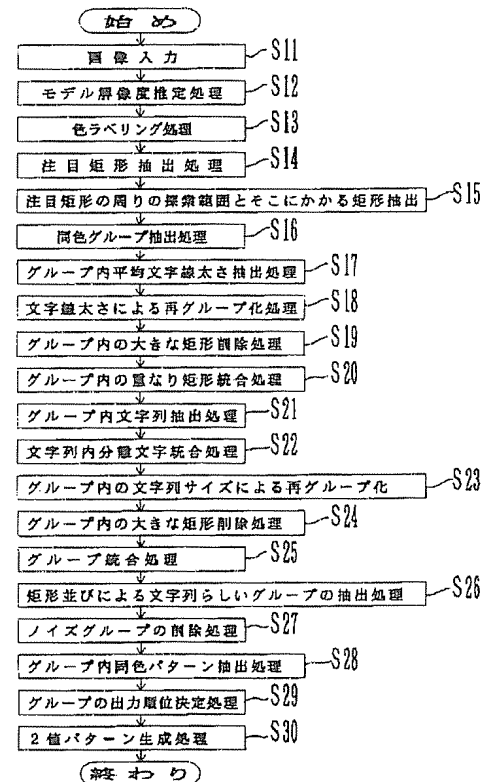 始め
画像入力 S11
モデル解像度推定処理 S12
色ラベリング処理 S13
注目矩形抽出処理 S14
注目矩形の周りの探索範囲とそこにかかる矩形抽出 S15
同色グループ抽出処理 S16
グループ内平均文字線太さ抽出処理 S17
文字線太さによる再グループ化処理 S18
グループ内の大きな矩形削除処理 S19
グループ内の重なり矩形統合処理 S20
グループ内文字列抽出処理 S21
文字列内分離文字統合処理 S22
グループ内の文字列サイズによる再グループ化 S23
グループ内の大きな矩形削除処理 S24
グループ統合処理 S25
矩形並びによる文字列らしいグループの抽出処理 S26
ノイズグループの削除処理 S27
グループ内同色パターン抽出処理 S28
グループの出力順位決定処理 S29
2値パターン生成処理 S30
終わり